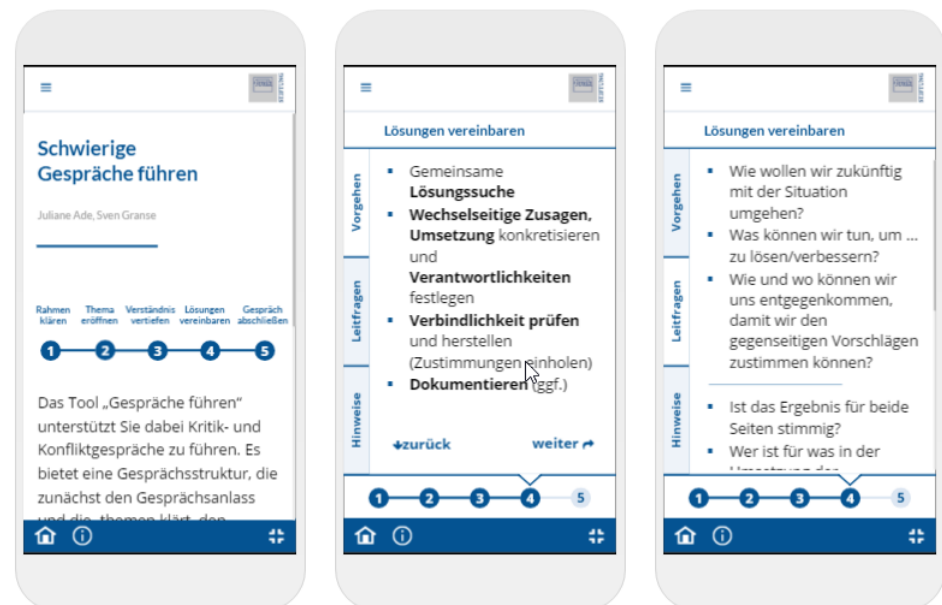 Schwierige
Gespräche führen
Juliane Ade, Sven Granse
Rahmen klären
Thema eröffnen
Verständnis vertiefen
Lösungen vereinbaren
Gespräch abschließen
1 2 3 4 5
Das Tool „Gespräche führen“
unterstützt Sie dabei Kritik- und
Konfliktgespräche zu führen. Es
bietet eine Gesprächsstruktur, die
zunächst den Gesprächsanlass
und die -themen klärt, den
Lösungen vereinbaren
Vorgehen
Leitfragen
Hinweise
Gemeinsame
Lösungssuche
Wechselseitige Zusagen,
Umsetzung konkretisieren
und
Verantwortlichkeiten
festlegen
Verbindlichkeit prüfen
und herstellen
(Zustimmungen einholen)
Dokumentieren (ggf.)
zurück weiter
1 2 3 4 5
Lösungen vereinbaren
Vorgehen
Leitfragen
Hinweise
Wie wollen wir zukünftig
mit der Situation
umgehen?
Was können wir tun, um ...
zu lösen/verbessern?
Wie und wo können wir
uns entgegenkommen,
damit wir den
gegenseitigen Vorschlägen
zustimmen können?
Ist das Ergebnis für beide
Seiten stimmig?
Wer ist für was in der
1 2 3 4 5